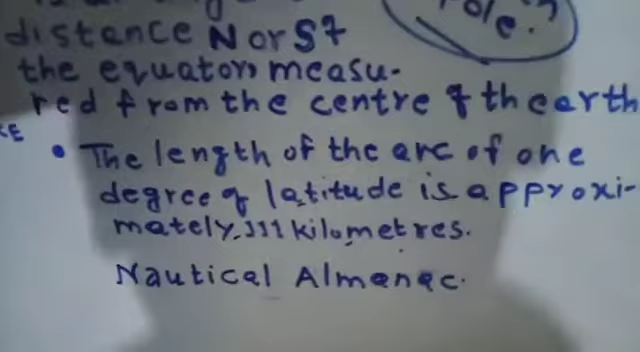 role?
distance N or S of
the equator, measu-
red from the centre of the earth
• The length of the arc of one
degree of latitude is approxi-
mately 111 kilometres.
Nautical Almanac.